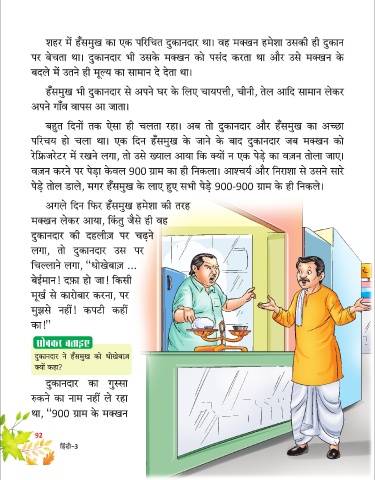 शहर में हँसमुख का एक परिचित दुकानदार था। वह मक्खन हमेशा उसकी ही दुकान
पर बेचता था। दुकानदार भी उसके मक्खन को पसंद करता था और उसे मक्खन के
बदले में उतने ही मूल्य का सामान दे देता था।
हँसमुख भी दुकानदार से अपने घर के लिए चायपत्ती, चीनी, तेल आदि सामान लेकर
अपने गाँव वापस आ जाता।
बहुत दिनों तक ऐसा ही चलता रहा। अब तो दुकानदार और हँसमुख का अच्छा
परिचय हो चला था। एक दिन हँसमुख के जाने के बाद दुकानदार जब मक्खन को
रेफ्रिजरेटर में रखने लगा, तो उसे ख्याल आया कि क्यों न एक पेड़े का वज़न तोला जाए।
वज़न करने पर पेड़ा केवल 900 ग्राम का ही निकला। आश्चर्य और निराशा से उसने सारे
पेड़े तोल डाले, मगर हँसमुख के लाए हुए सभी पेड़े 900-900 ग्राम के ही निकले।
अगले दिन फिर हँसमुख हमेशा की तरह
मक्खन लेकर आया, किंतु जैसे ही वह
दुकानदार की दहलीज़ पर चढ़ने
लगा, तो दुकानदार उस पर
चिल्लाने लगा, “धोखेबाज़ ...
बेईमान! दफ़ा हो जा! किसी
मूर्ख से कारोबार करना, पर
मुझसे नहीं! कपटी कहीं
का!”
सोचकर बताइए
दुकानदार ने हँसमुख को धोखेबाज़
क्यों कहा?
दुकानदार का गुस्सा
रुकने का नाम नहीं ले रहा
था, “900 ग्राम के मक्खन
92
हिंदी-3